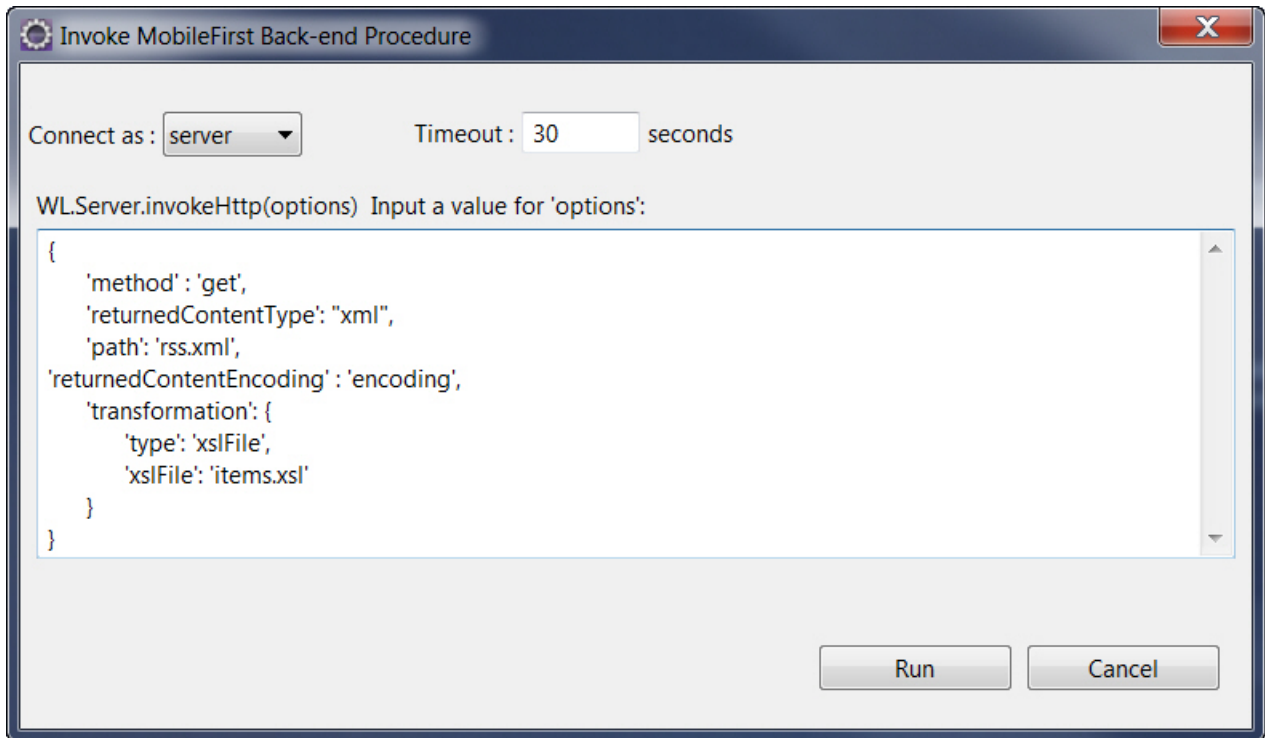 Invoke MobileFirst Back-end Procedure
X
Connect as : server Timeout : 30 seconds
WL.Server.invokeHttp(options) Input a value for 'options':
{
'method' : 'get',
'returnedContentType': "xml",
'path': 'rss.xml',
'returnedContentEncoding' : 'encoding',
'transformation': {
'type': 'xslFile',
'xslFile': 'items.xsl'
}
}
Run Cancel